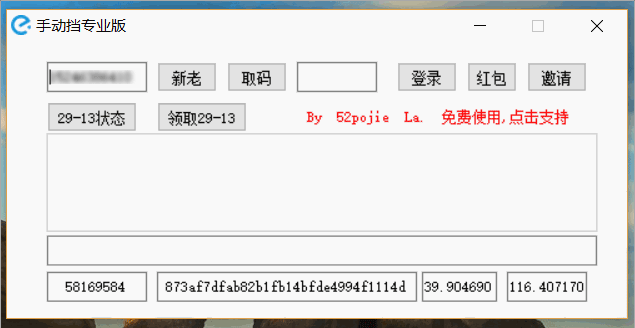 手动挡专业版
新老 取码 登录 红包 邀请
29-13状态 领取29-13 By 52pojie La. 免费使用,点击支持
58169584 873af7dfab82b1fb14bfde4994f1114d 39.904690 116.407170